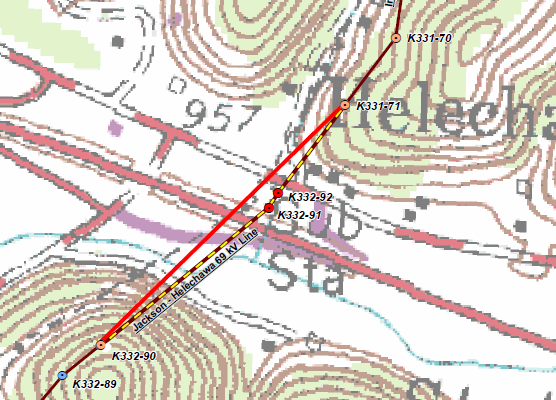 K331-70
Helecha
K331-71
957
K332-92
ub
K332-91
Sta
Jackson - Helechawa 69 kV Line
K332-90
K332-89